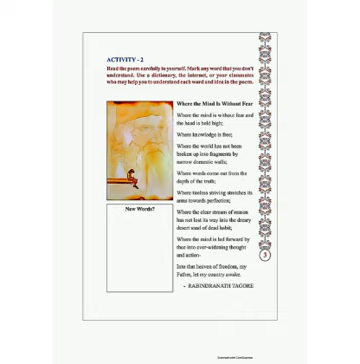 ACTIVITY - 2
Read the poem carefully to yourself. Mark any word that you don't
understand. Use a dictionary, the internet, or your classmates
who may help you to understand each word and idea in the poem.
Where the Mind Is Without Fear
Where the mind is without fear and
the head is held high;
Where knowledge is free;
Where the world has not been
broken up into fragments by
narrow domestic walls;
Where words come out from the
depth of the truth;
Where tireless striving stretches its
arms towards perfection;
Where the clear stream of reason
has not lost its way into the dreary
desert sand of dead habit;
Where the mind is led forward by
thee into ever-widening thought
and action-
Into that heaven of freedom, my
Father, let my country awake.
- RABINDRANATH TAGORE
New Words?
3
Scanned with CamScanner